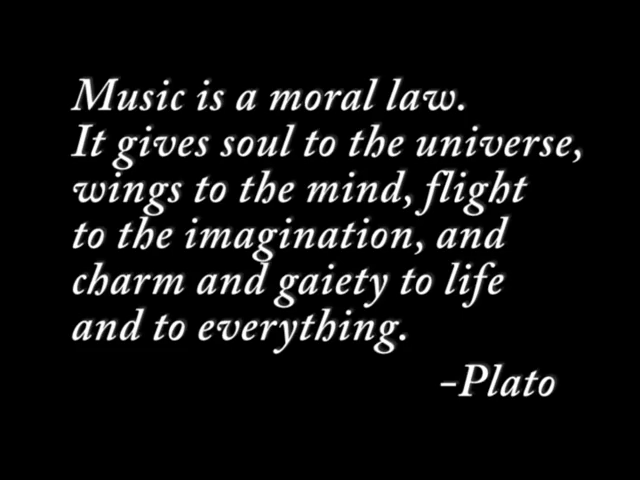 Music is a moral law.
It gives soul to the universe,
wings to the mind, flight
to the imagination, and
charm and gaiety to life
and to everything.
-Plato